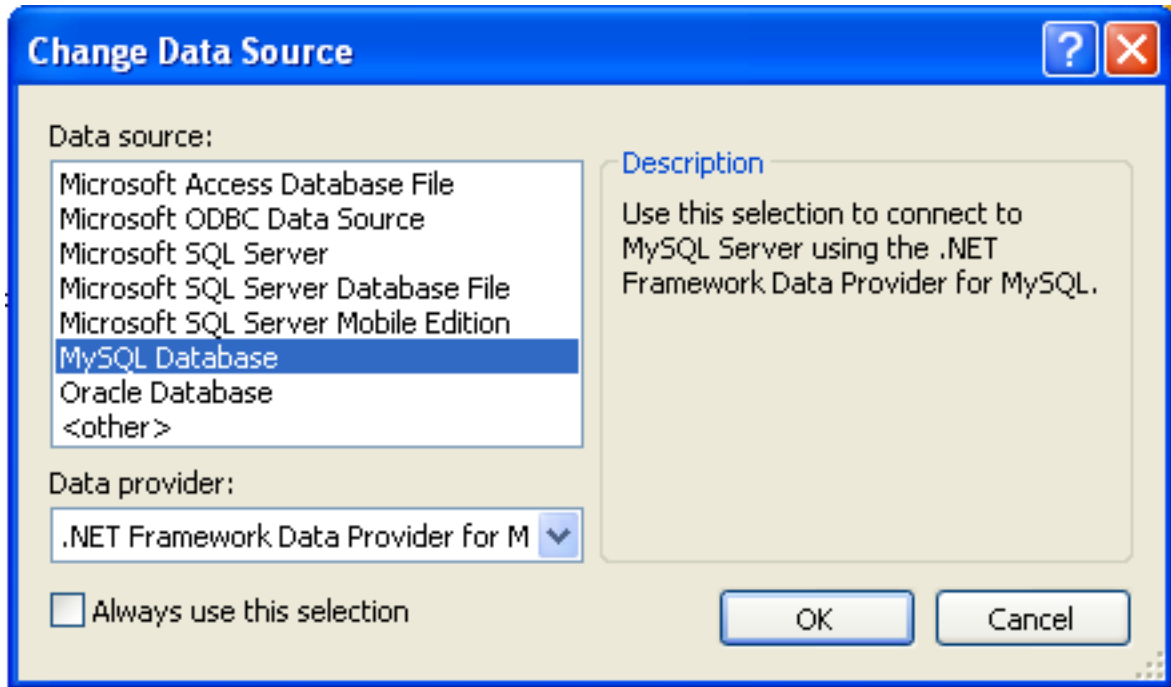 Change Data Source
?
Data source:
Microsoft Access Database File
Microsoft ODBC Data Source
Microsoft SQL Server
Microsoft SQL Server Database File
Microsoft SQL Server Mobile Edition
MySQL Database
Oracle Database
<other>
Description
Use this selection to connect to
MySQL Server using the .NET
Framework Data Provider for MySQL.
Data provider:
.NET Framework Data Provider for M
Always use this selection
OK
Cancel